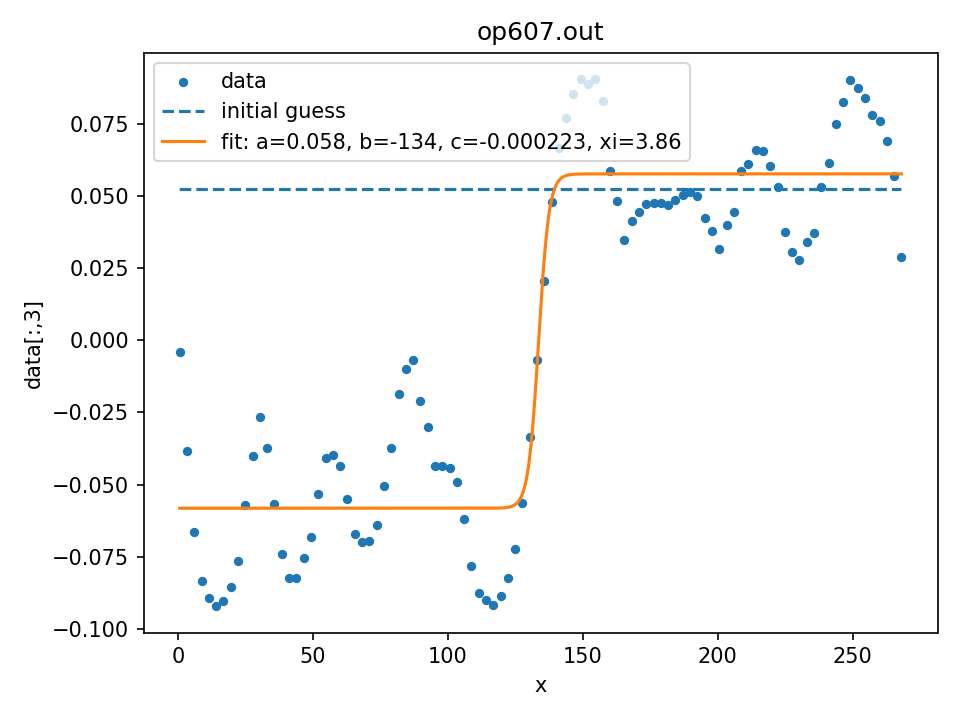 op607.out
data
initial guess
fit: a=0.058, b=-134, c=-0.000223, xi=3.86
0.075
0.050
0.025
0.000
−0.025
−0.050
−0.075
−0.100
data[:,3]
0 50 100 150 200 250
x